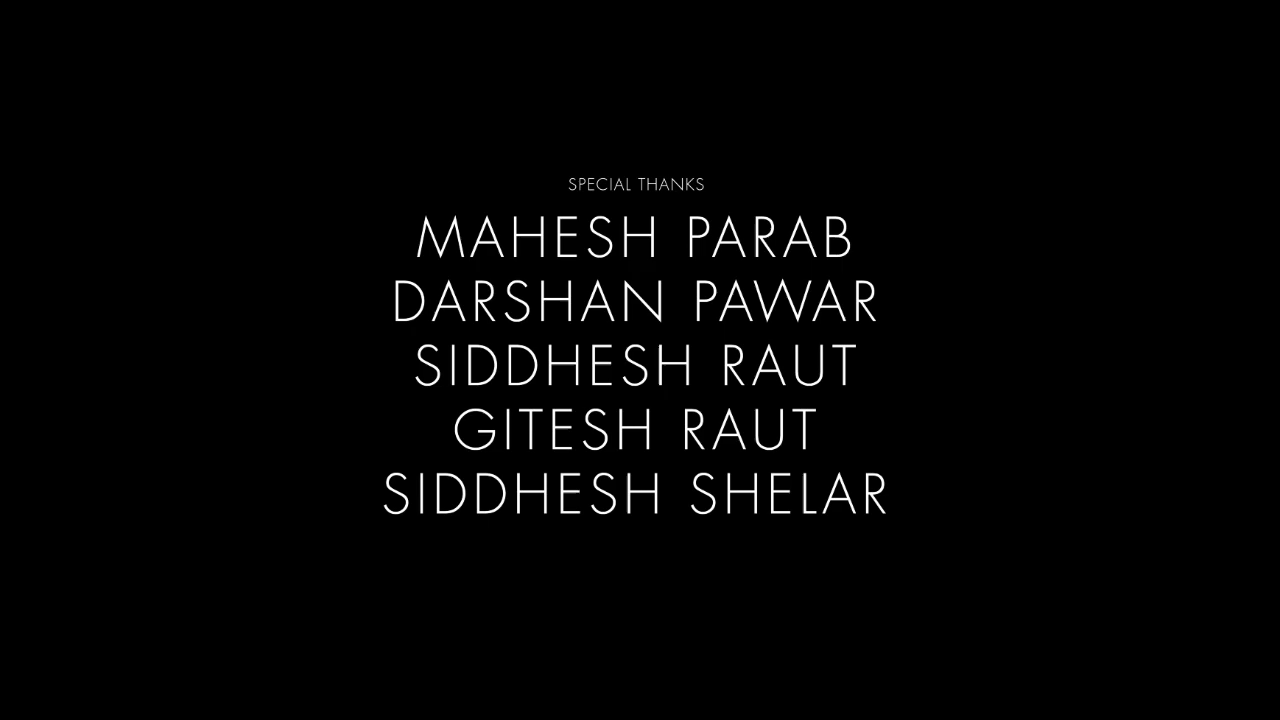 SPECIAL THANKS
MAHESH PARAB
DARSHAN PAWAR
SIDDHESH RAUT
GITESH RAUT
SIDDHESH SHELAR